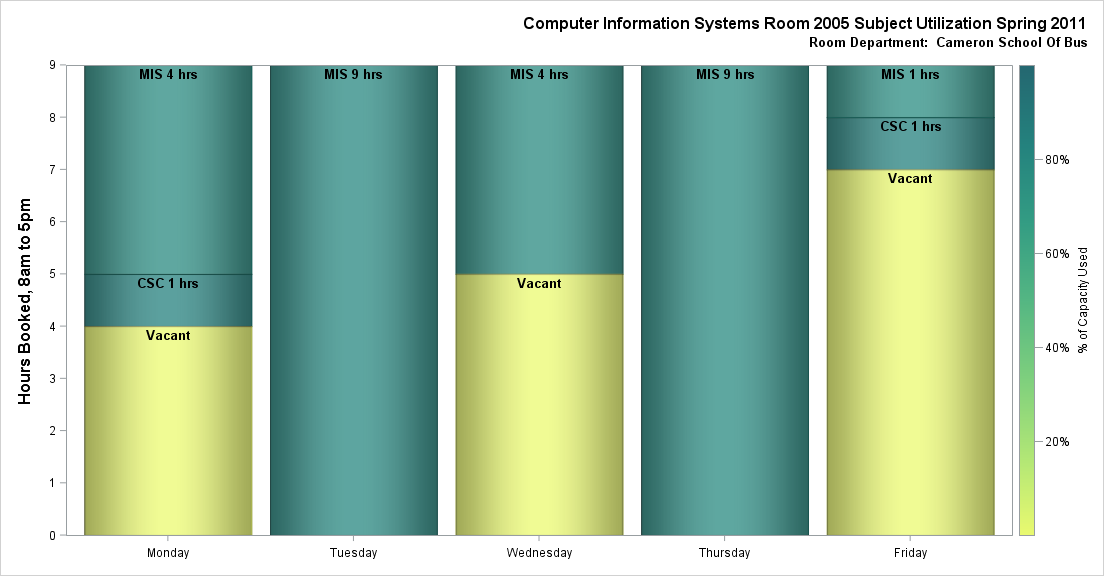 Computer Information Systems Room 2005 Subject Utilization Spring 2011
Room Department:  Cameron School Of Bus
Hours Booked, 8am to 5pm
9
8
7
6
5
4
3
2
1
0
MIS 4 hrs
CSC 1 hrs
Vacant
MIS 9 hrs
MIS 4 hrs
Vacant
MIS 9 hrs
MIS 1 hrs
CSC 1 hrs
Vacant
Monday
Tuesday
Wednesday
Thursday
Friday
80%
60%
40%
20%
% of Capacity Used